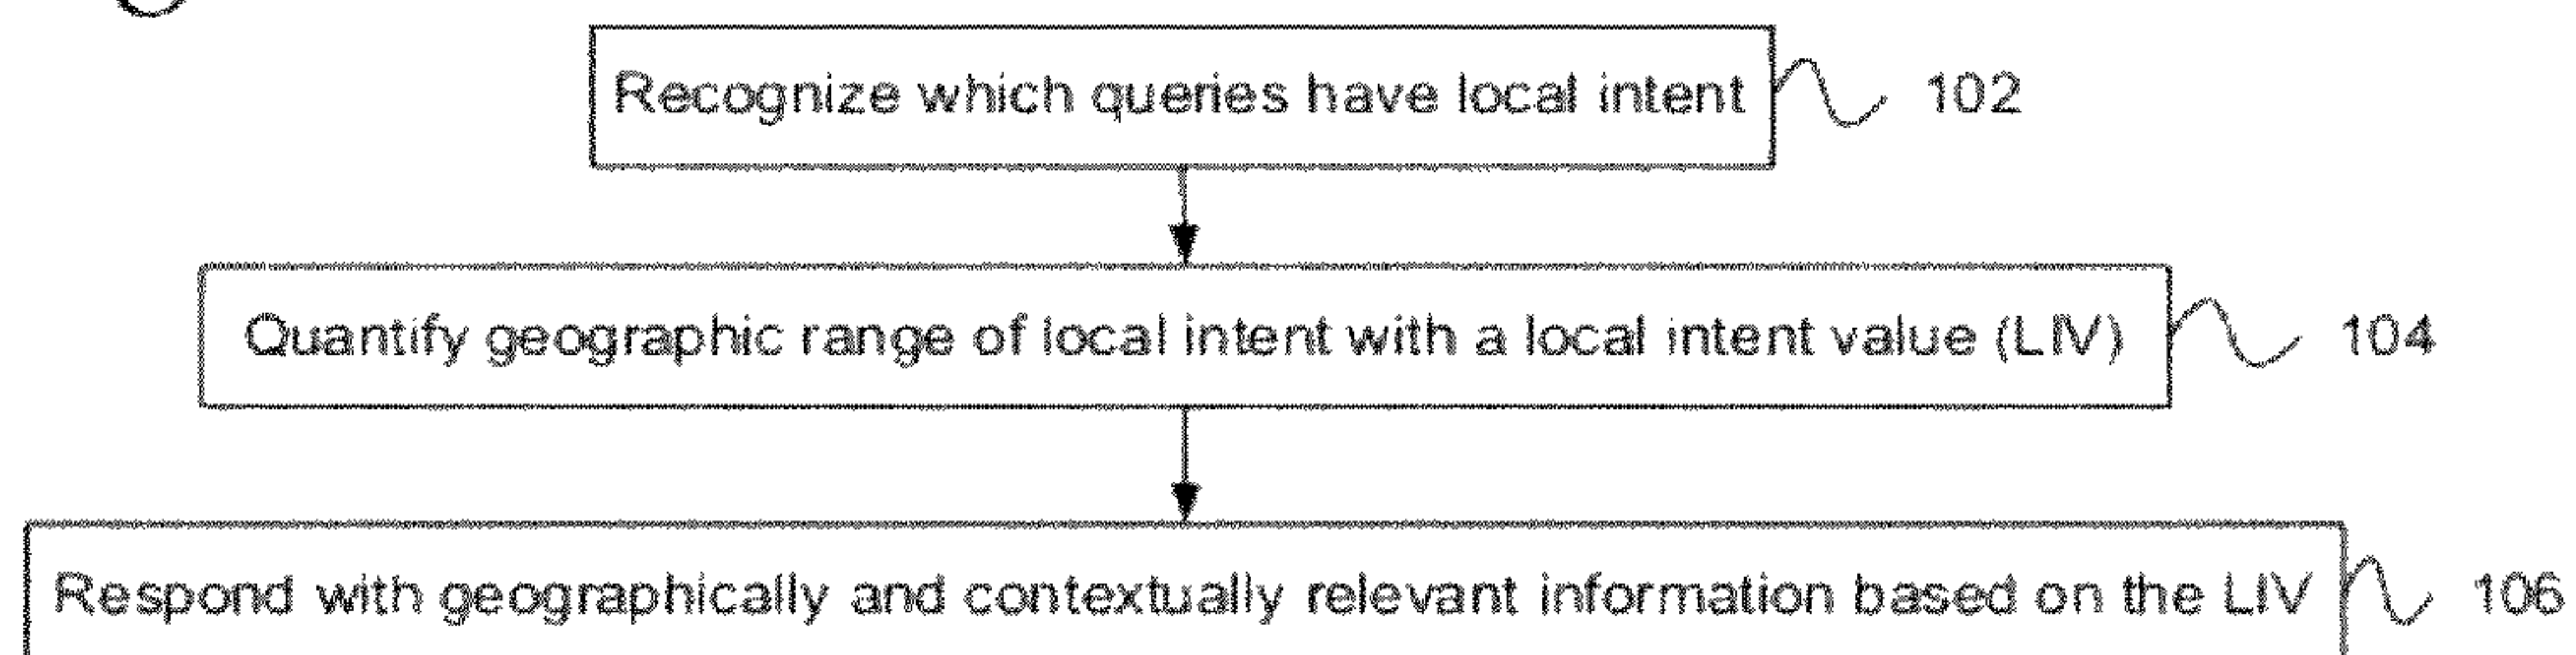 Recognize which queries have local intent 102
Quantify geographic range of local intent with a local intent value (LIV) 104
Respond with geographically and contextually relevant information based on the LIV 106